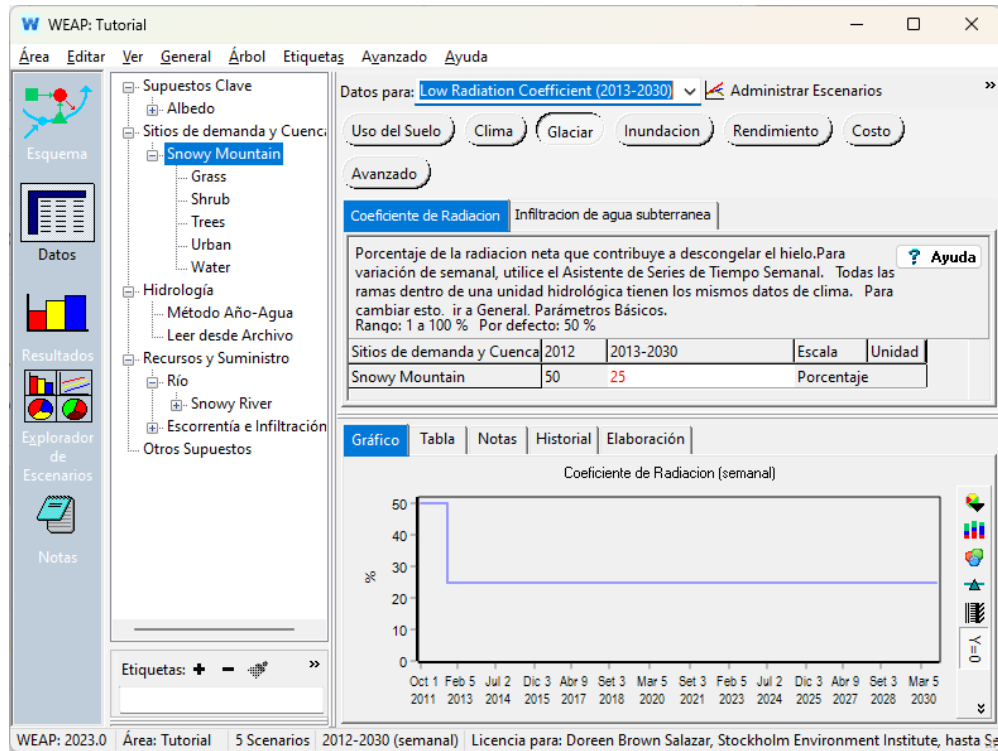 WEAP: Tutorial
Área Editar Ver General Árbol Etiquetas Avanzado Ayuda
Esquema
Datos
Resultados
Explorador
de
Escenarios
Notas
Supuestos Clave
Albedo
Sitios de demanda y Cuenc
Snowy Mountain
Grass
Shrub
Trees
Urban
Water
Hidrología
Método Año-Agua
Leer desde Archivo
Recursos y Suministro
Río
Snowy River
Escorrentía e Infiltración
Otros Supuestos
Etiquetas:
Datos para: Low Radiation Coefficient (2013-2030) Administrar Escenarios
Uso del Suelo Clima Glaciar Inundacion Rendimiento Costo
Avanzado
Coeficiente de Radiacion Infiltracion de agua subterranea
Porcentaje de la radiacion neta que contribuye a descongelar el hielo.Para
variación de semanal, utilice el Asistente de Series de Tiempo Semanal. Todas las
ramas dentro de una unidad hidrológica tienen los mismos datos de clima. Para
cambiar esto. ir a General. Parámetros Básicos.
Rango: 1 a 100 % Por defecto: 50 %
? Ayuda
Sitios de demanda y Cuenca 2012 2013-2030 Escala Unidad
Snowy Mountain 50 25 Porcentaje
Gráfico Tabla Notas Historial Elaboración
Coeficiente de Radiacion (semanal)
50
40
30
20
10
0
%
Oct 1 Feb 5 Jul 2 Dic 3 Abr 9 Set 3 Mar 5 Set 3 Feb 5 Jul 2 Dic 3 Abr 9 Set 3 Mar 5
2011 2013 2014 2015 2017 2018 2020 2021 2023 2024 2025 2027 2028 2030
Y=0
WEAP: 2023.0 Área: Tutorial 5 Scenarios 2012-2030 (semanal) Licencia para: Doreen Brown Salazar, Stockholm Environment Institute, hasta S